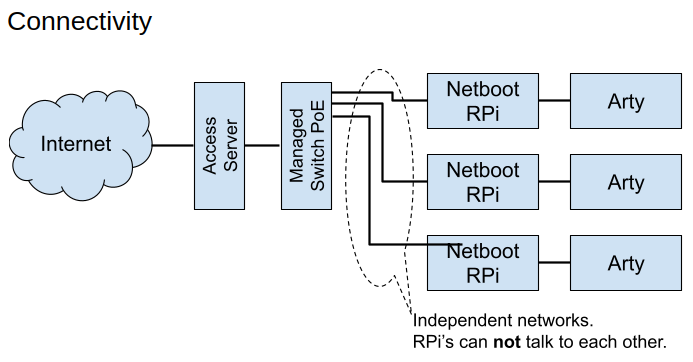 Connectivity
Internet
Access
Server
Managed
Switch PoE
Netboot
RPi
Arty
Netboot
RPi
Arty
Netboot
RPi
Arty
Independent networks.
RPi's can not talk to each other.